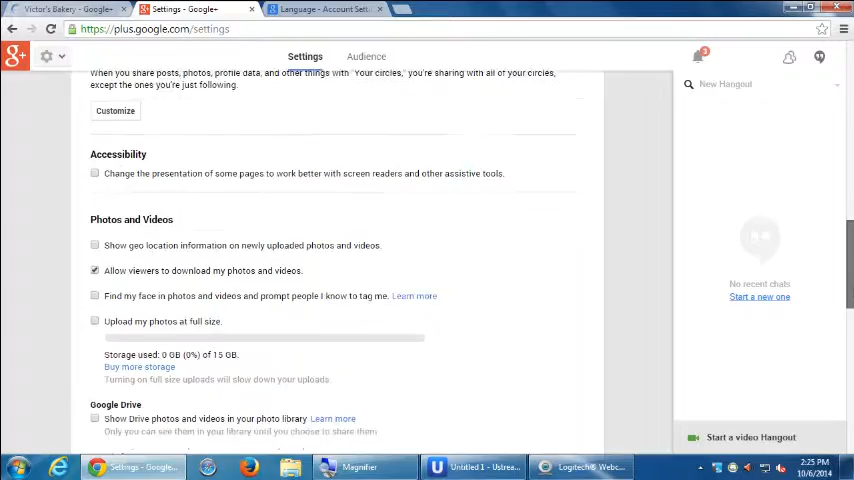 Victor's Bakery - Google+
Settings - Google+
Language - Account Sett
https://plus.google.com/settings
g+
Settings
Audience
3
New Hangout
When you share posts, photos, profile data, and other things with "Your circles," you're sharing with all of your circles,
except the ones you're just following.
Customize
Accessibility
Change the presentation of some pages to work better with screen readers and other assistive tools.
Photos and Videos
Show geo location information on newly uploaded photos and videos.
Allow viewers to download my photos and videos.
Find my face in photos and videos and prompt people I know to tag me. Learn more
Upload my photos at full size.
Storage used: 0 GB (0%) of 15 GB.
Buy more storage
Turning on full size uploads will slow down your uploads.
Google Drive
Show Drive photos and videos in your photo library Learn more
Only you can see them in your library until you choose to share them
No recent chats
Start a new one
Start a video Hangout
Settings - Google...
Magnifier
Untitled 1 - Ustrea...
Logitech® Webc...
2:25 PM
10/6/2014